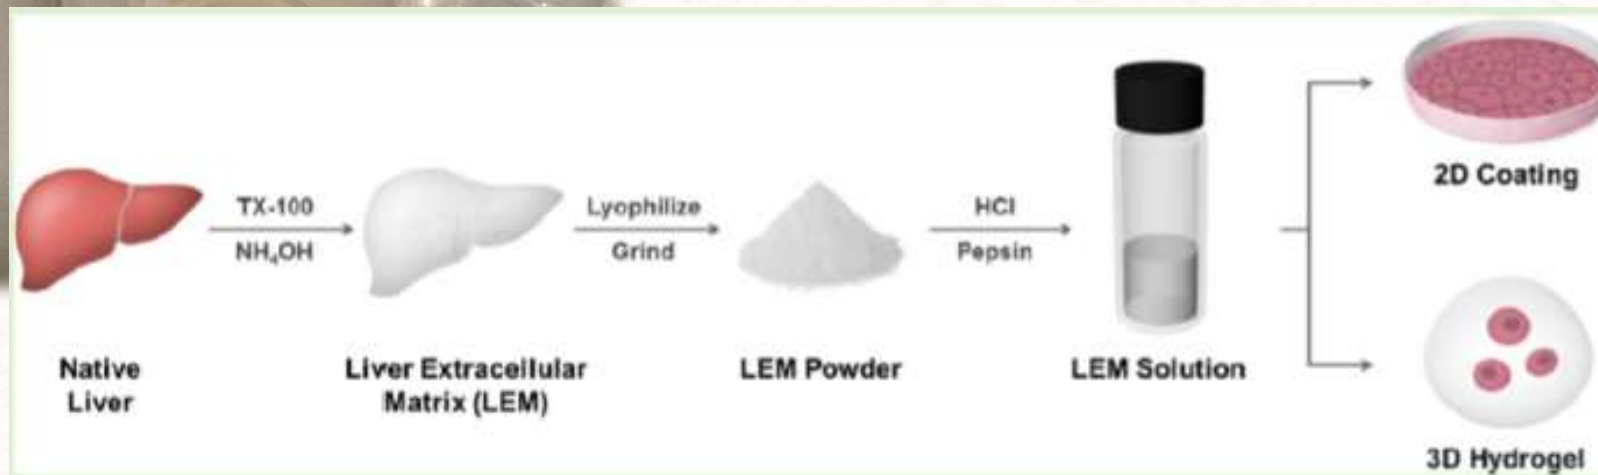 TX-100
NH₄OH
Lyophilize
Grind
HCl
Pepsin
2D Coating
Native
Liver
Liver Extracellular
Matrix (LEM)
LEM Powder
LEM Solution
3D Hydrogel